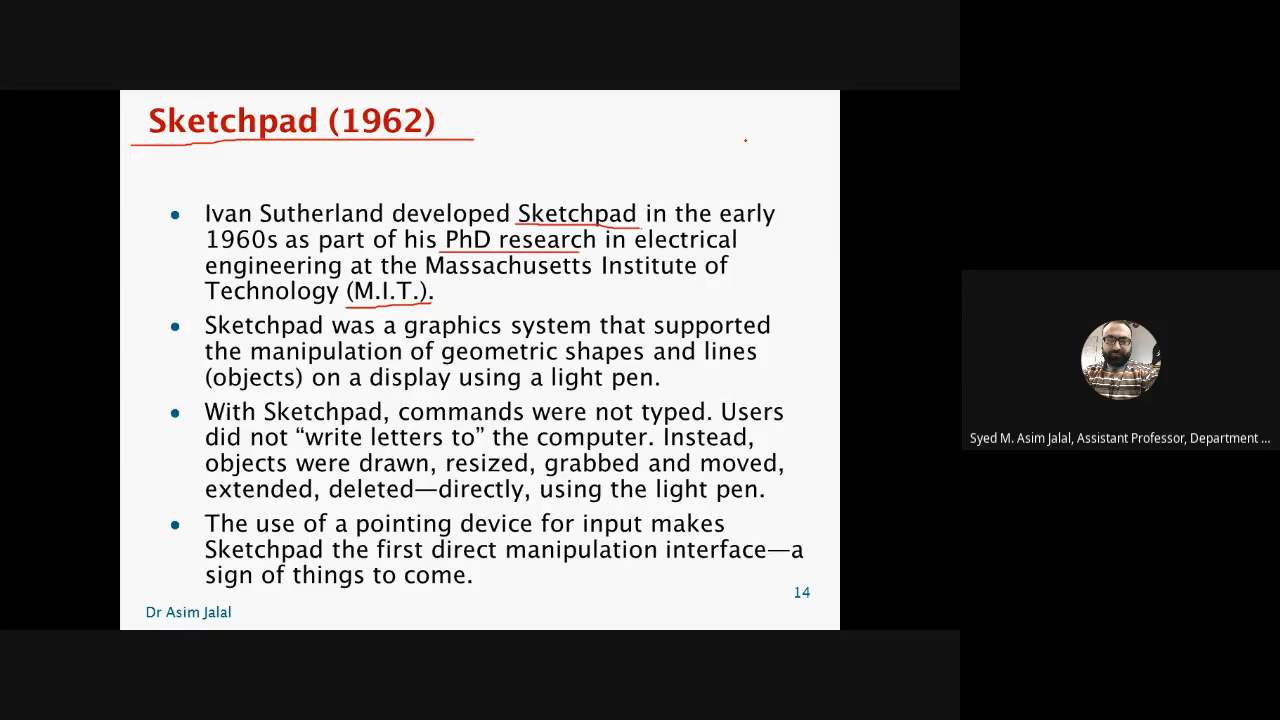 Sketchpad (1962)
• Ivan Sutherland developed Sketchpad in the early
1960s as part of his PhD research in electrical
engineering at the Massachusetts Institute of
Technology (M.I.T.).
• Sketchpad was a graphics system that supported
the manipulation of geometric shapes and lines
(objects) on a display using a light pen.
• With Sketchpad, commands were not typed. Users
did not “write letters to” the computer. Instead,
objects were drawn, resized, grabbed and moved,
extended, deleted—directly, using the light pen.
• The use of a pointing device for input makes
Sketchpad the first direct manipulation interface—a
sign of things to come.
14
Dr Asim Jalal
Syed M. Asim Jalal, Assistant Professor, Department ...